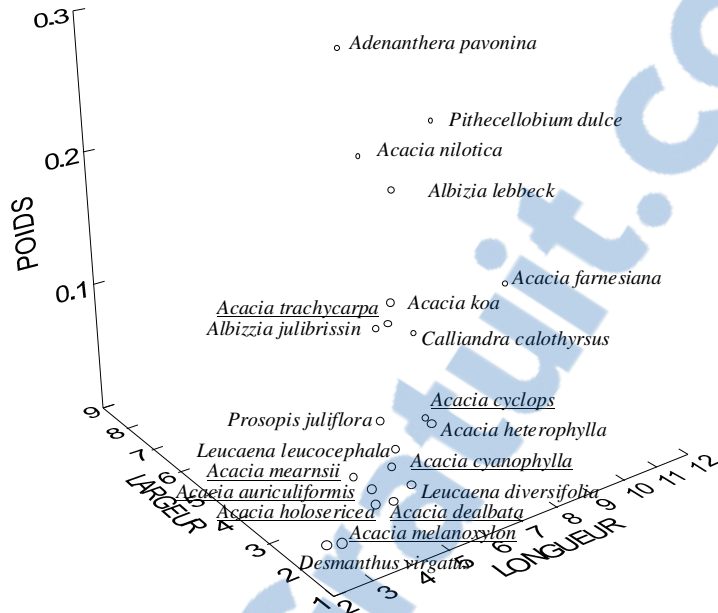 0.3
Adenanthera pavonina
Pithecellobium dulce
Acacia nilotica
0.2
Albizia lebbeck
POIDS
Acacia farnesiana
0.1
Acacia trachycarpa
Acacia koa
Albizzia julibrissin
Calliandra calothyrsus
Acacia cyclops
9
Prosopis juliflora
Acacia heterophylla
8
7
Leucaena leucocephala
Acacia cyanophylla
12
6
Acacia mearnsii
11
5
Acacia auriculiformis
Leucaena diversifolia
10
LARGEUR
4
Acacia holosericea
Acacia dealbata
9
8
3
Acacia melanoxylon
7
6
LONGUEUR
5
2
Desmanthus virgatus
4
3
1
2
ratuit.c